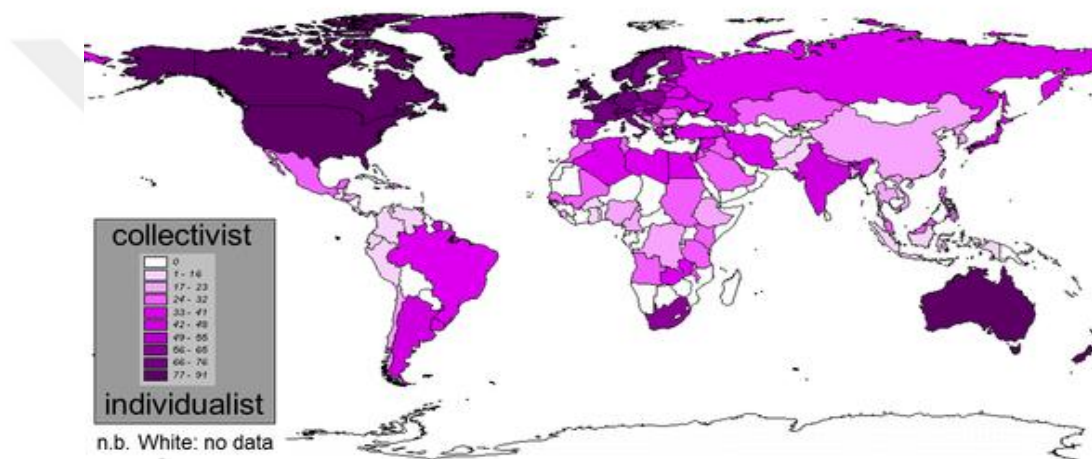 collectivist
0
1 - 16
17 - 23
24 - 32
33 - 41
42 - 48
49 - 55
56 - 65
66 - 76
77 - 91
individualist
n.b. White: no data